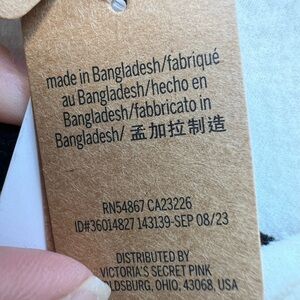 made in Bangladesh/fabriqué
au Bangladesh/hecho en
Bangladesh/fabbricato in
Bangladesh/ 孟加拉制造
RN54867 CA23226
ID#36014827 143139-SEP 08/23
DISTRIBUTED BY
VICTORIA'S SECRET PINK
OLDSBURG, OHIO, 43068, USA